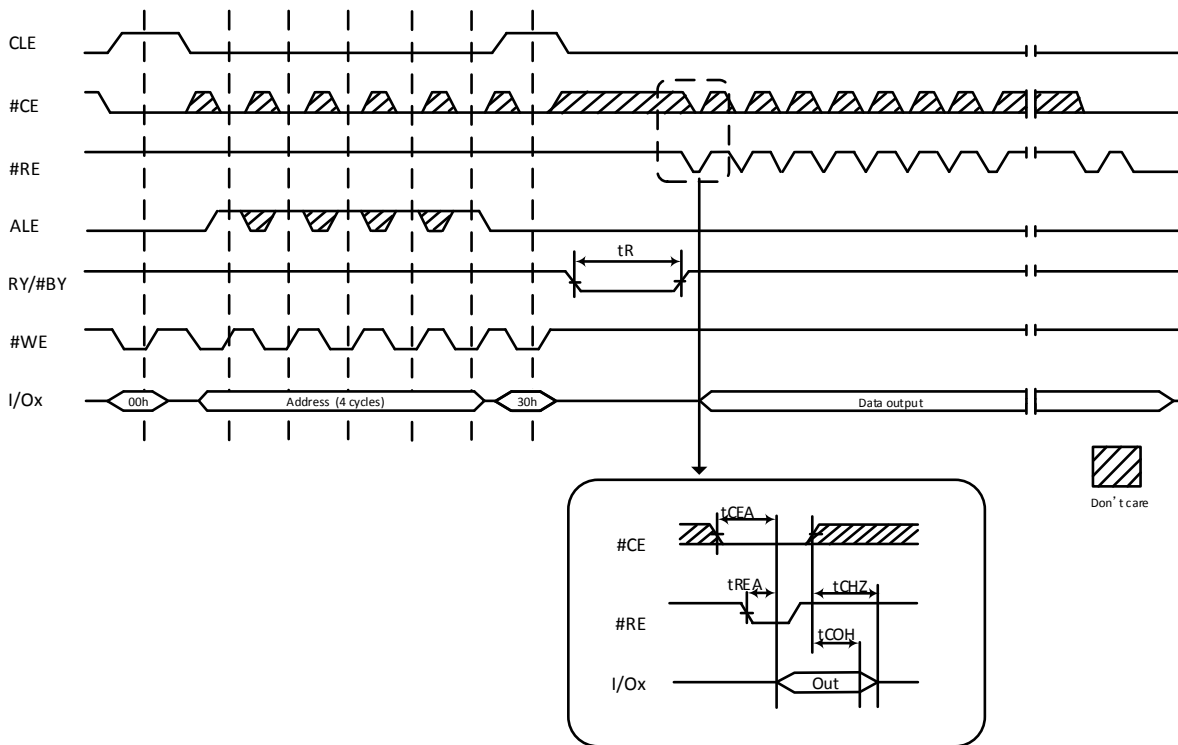 CLE
#CE
#RE
ALE
tR
RY/#BY
#WE
I/Ox
00h
Address (4 cycles)
30h
Data output
Don't care
tCEA
#CE
tREA
tCHZ
#RE
tCOH
I/Ox
Out